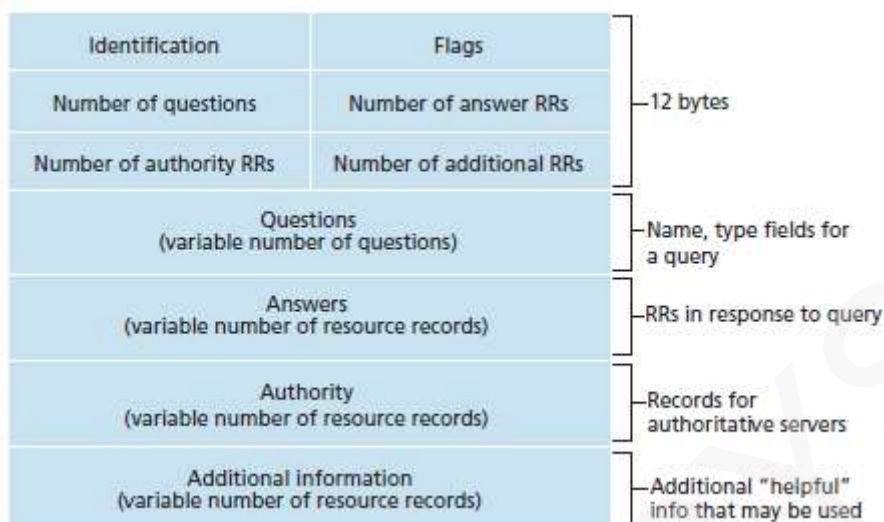 Identification Flags
Number of questions Number of answer RRs
12 bytes
Number of authority RRs Number of additional RRs
Questions
(variable number of questions)
Name, type fields for
a query
Answers
(variable number of resource records)
RRs in response to query
Authority
(variable number of resource records)
Records for
authoritative servers
Additional information
(variable number of resource records)
Additional “helpful”
info that may be used